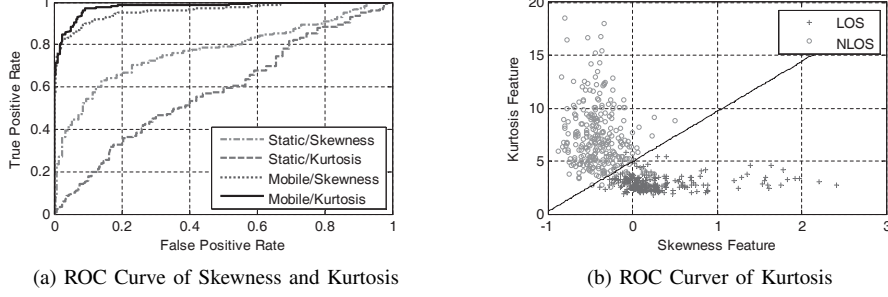 1
0.8
0.6
0.4
0.2
0
0
0.2
0.4
0.6
0.8
1
True Positive Rate
False Positive Rate
Static/Skewness
Static/Kurtosis
Mobile/Skewness
Mobile/Kurtosis
(a) ROC Curve of Skewness and Kurtosis
20
15
10
5
0
-1
0
1
2
3
Kurtosis Feature
Skewness Feature
LOS
NLOS
(b) ROC Curver of Kurtosis